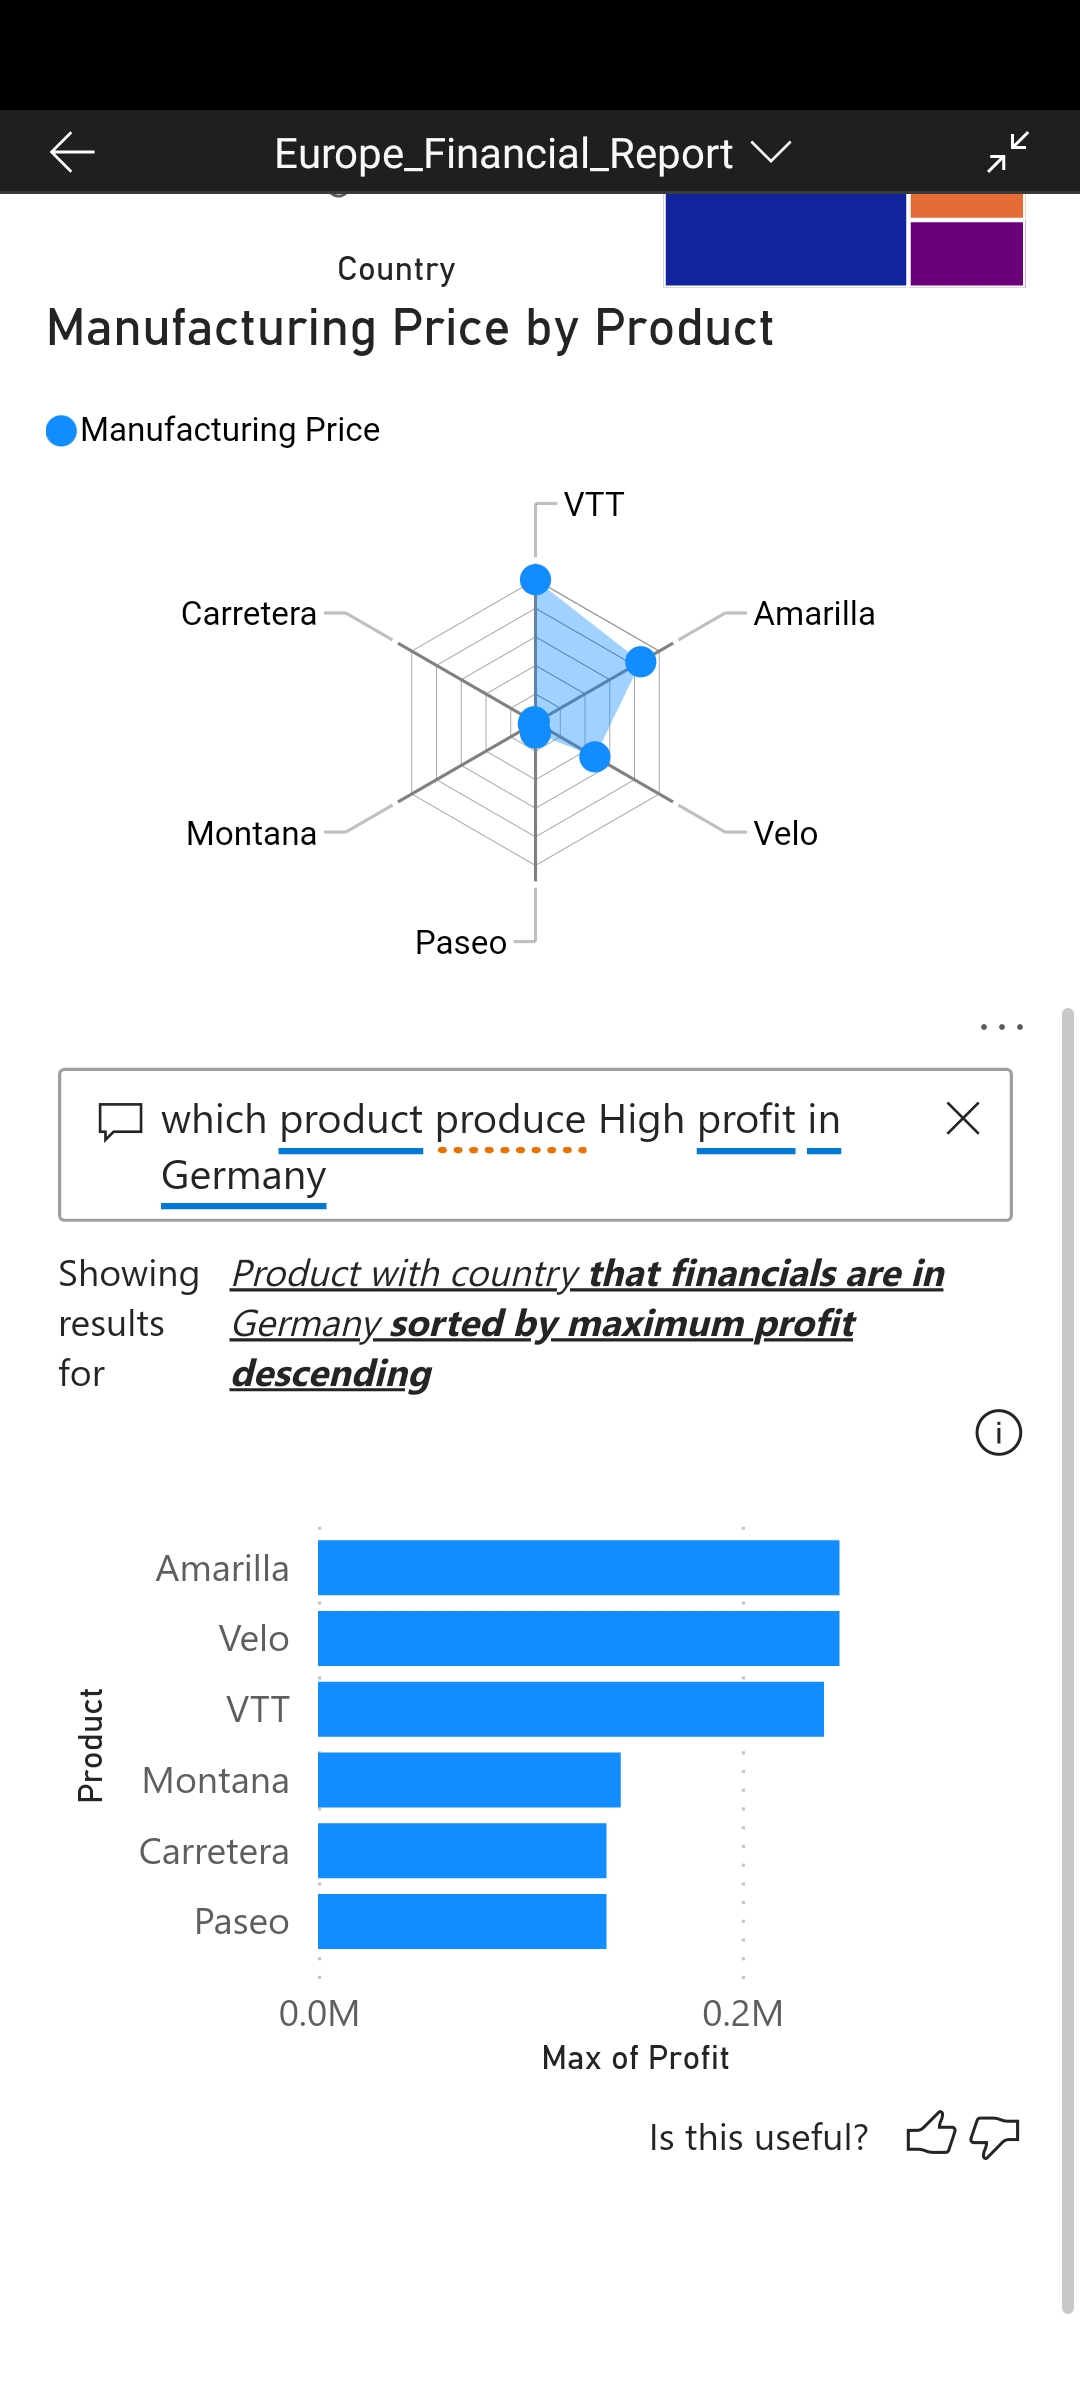 Europe_Financial_Report
Country
Manufacturing Price by Product
Manufacturing Price
VTT
Carretera
Amarilla
Montana
Velo
Paseo
which product produce High profit in
Germany
Showing results for
Product with country that financials are in
Germany sorted by maximum profit
descending
Amarilla
Velo
VTT
Montana
Carretera
Paseo
Product
0.0M
0.2M
Max of Profit
Is this useful?